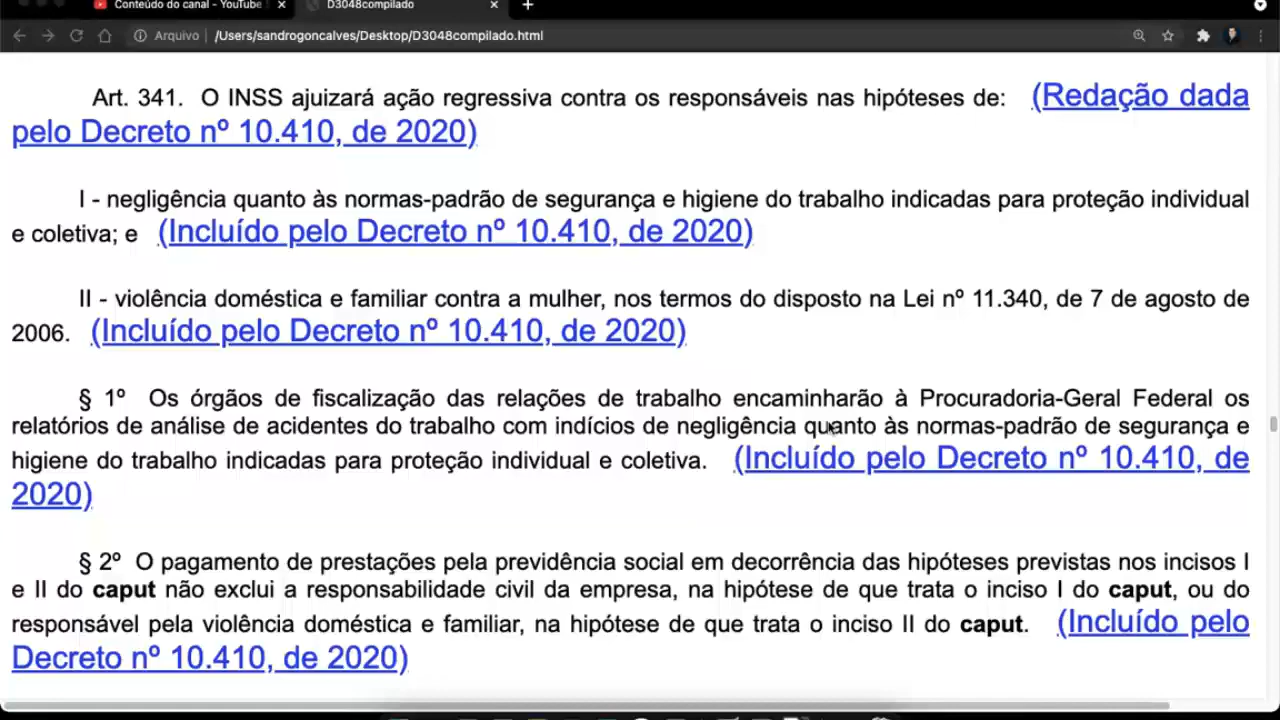 Conteúdo do canal - YouTube
D3048compilado
Arquivo | /Users/sandrogoncalves/Desktop/D3048compilado.html
Art. 341. O INSS ajuizará ação regressiva contra os responsáveis nas hipóteses de: (Redação dada
pelo Decreto nº 10.410, de 2020)
I - negligência quanto às normas-padrão de segurança e higiene do trabalho indicadas para proteção individual
e coletiva; e (Incluído pelo Decreto nº 10.410, de 2020)
II - violência doméstica e familiar contra a mulher, nos termos do disposto na Lei nº 11.340, de 7 de agosto de
2006. (Incluído pelo Decreto nº 10.410, de 2020)
§ 1º Os órgãos de fiscalização das relações de trabalho encaminharão à Procuradoria-Geral Federal os
relatórios de análise de acidentes do trabalho com indícios de negligência quanto às normas-padrão de segurança e
higiene do trabalho indicadas para proteção individual e coletiva. (Incluído pelo Decreto nº 10.410, de
2020)
§ 2º O pagamento de prestações pela previdência social em decorrência das hipóteses previstas nos incisos I
e II do caput não exclui a responsabilidade civil da empresa, na hipótese de que trata o inciso I do caput, ou do
responsável pela violência doméstica e familiar, na hipótese de que trata o inciso II do caput. (Incluído pelo
Decreto nº 10.410, de 2020)